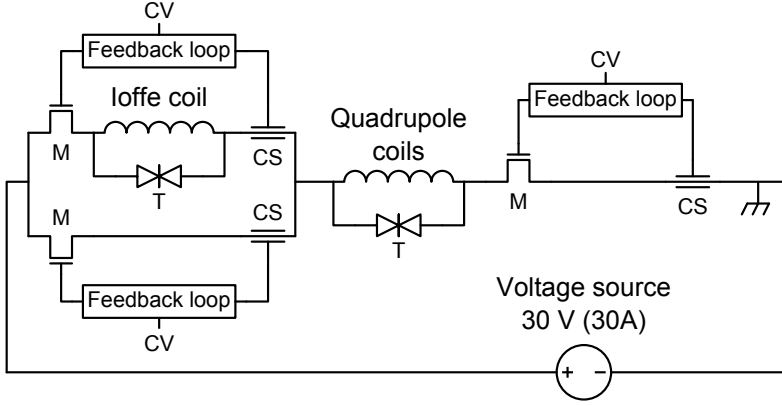 CV
Feedback loop
Ioffe coil
M
CS
T
M
CS
Feedback loop
CV
Quadrupole
coils
T
CV
Feedback loop
M
CS
Voltage source
30 V (30A)
+ −